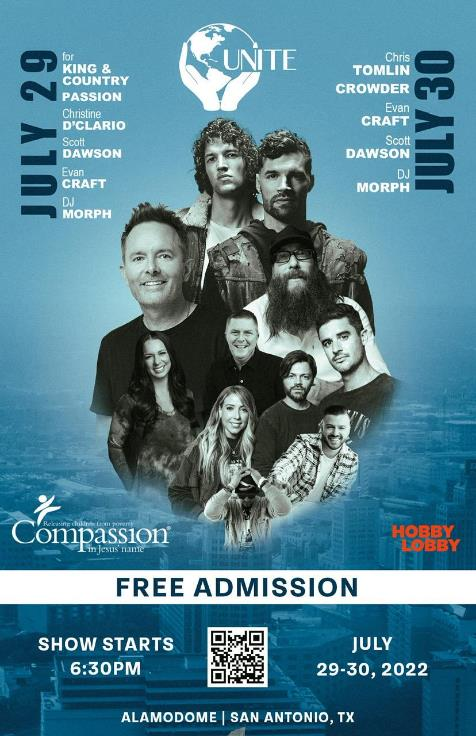 UNITE
JULY 29
for
KING &
COUNTRY
PASSION
Christine
D'CLARIO
Scott
DAWSON
Evan
CRAFT
DJ
MORPH
Chris
TOMLIN
CROWDER
Evan
CRAFT
Scott
DAWSON
DJ
MORPH
JULY 30
Releasing children from poverty
Compassion®
in Jesus' name
HOBBY
LOBBY
FREE ADMISSION
SHOW STARTS
6:30PM
JULY
29-30, 2022
ALAMODOME | SAN ANTONIO, TX